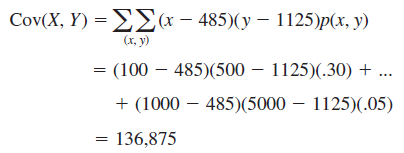 Cov(X, Y) = ∑∑(x − 485)(y − 1125)p(x, y)
(x, y)
= (100 − 485)(500 − 1125)(.30) + ...
+ (1000 − 485)(5000 − 1125)(.05)
= 136,875